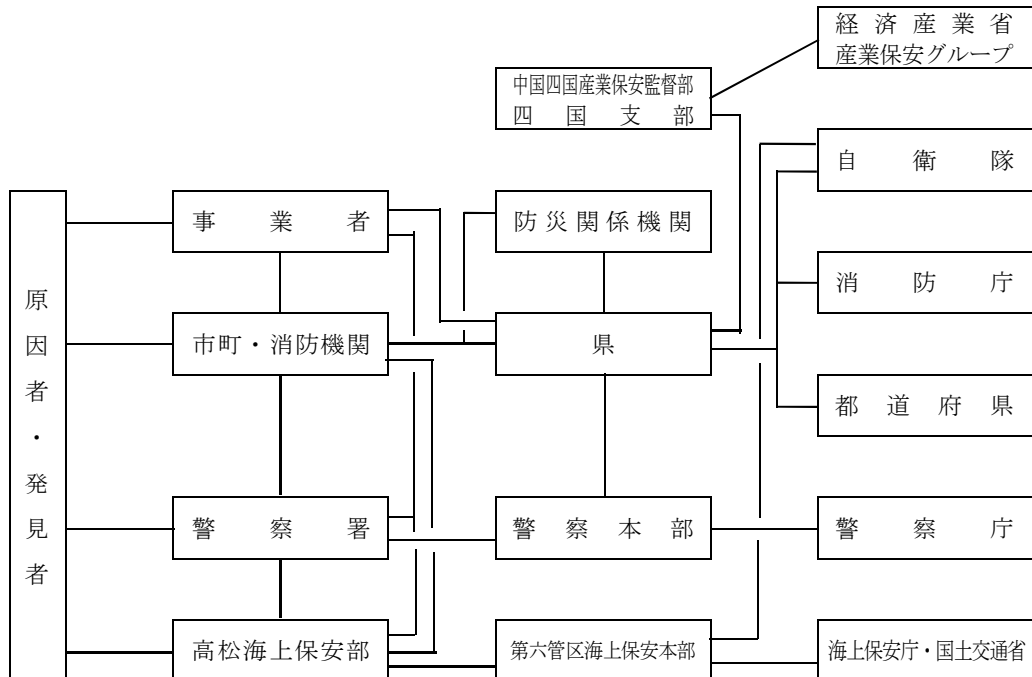 経済産業省
産業保安グループ
中国四国産業保安監督部
四国支部
自衛隊
事業者
防災関係機関
消防庁
原因者・発見者
市町・消防機関
県
都道府県
警察署
警察本部
警察庁
高松海上保安部
第六管区海上保安本部
海上保安庁・国土交通省